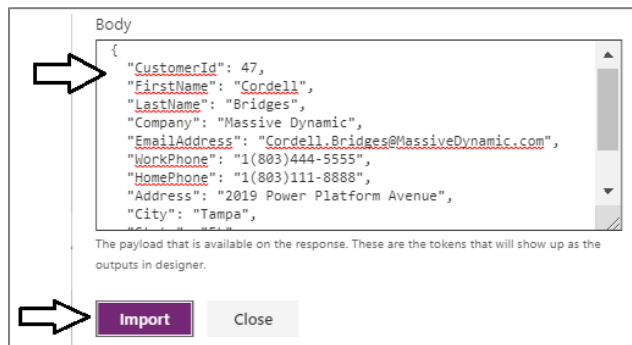 Body
{
"CustomerId": 47,
"FirstName": "Cordell",
"LastName": "Bridges",
"Company": "Massive Dynamic",
"EmailAddress": "Cordell.Bridges@MassiveDynamic.com",
"WorkPhone": "1(803)444-5555",
"HomePhone": "1(803)111-8888",
"Address": "2019 Power Platform Avenue",
"City": "Tampa",
The payload that is available on the response. These are the tokens that will show up as the
outputs in designer.
Import Close